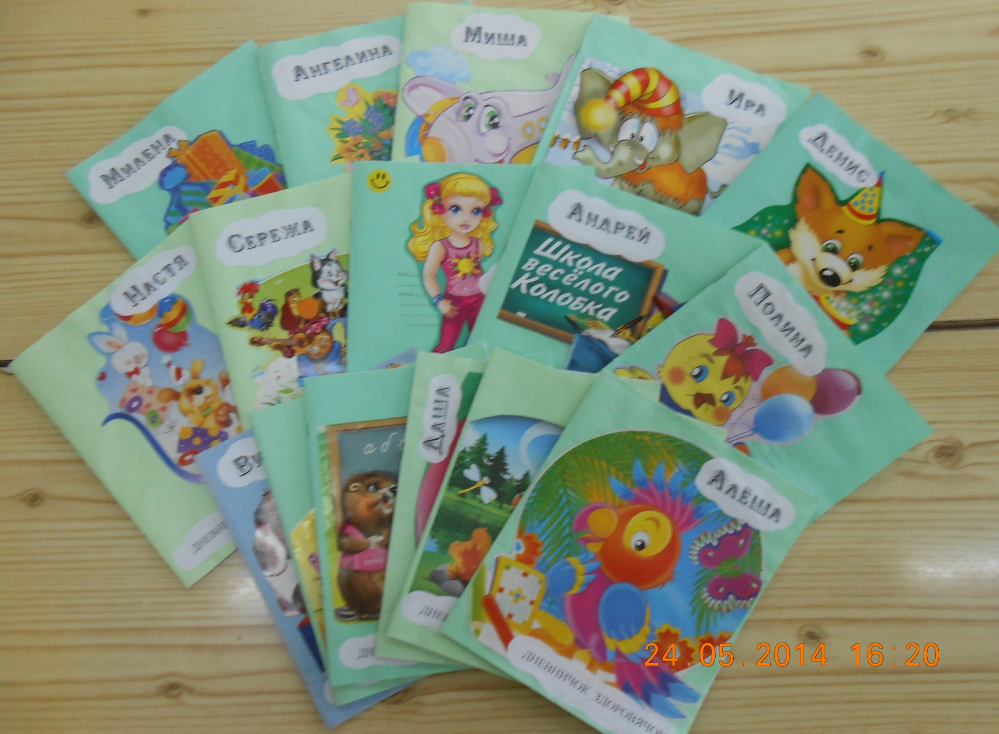 Миша
Ангелина
Ира
Милена
Денис
Сережа
Андрей
Настя
Школа
весёлого
Колобка
Полина
Даша
а б
Алёша
ДНЕВНИЧОК ЗДОРОВЯЧОК
24.05.2014 16:20